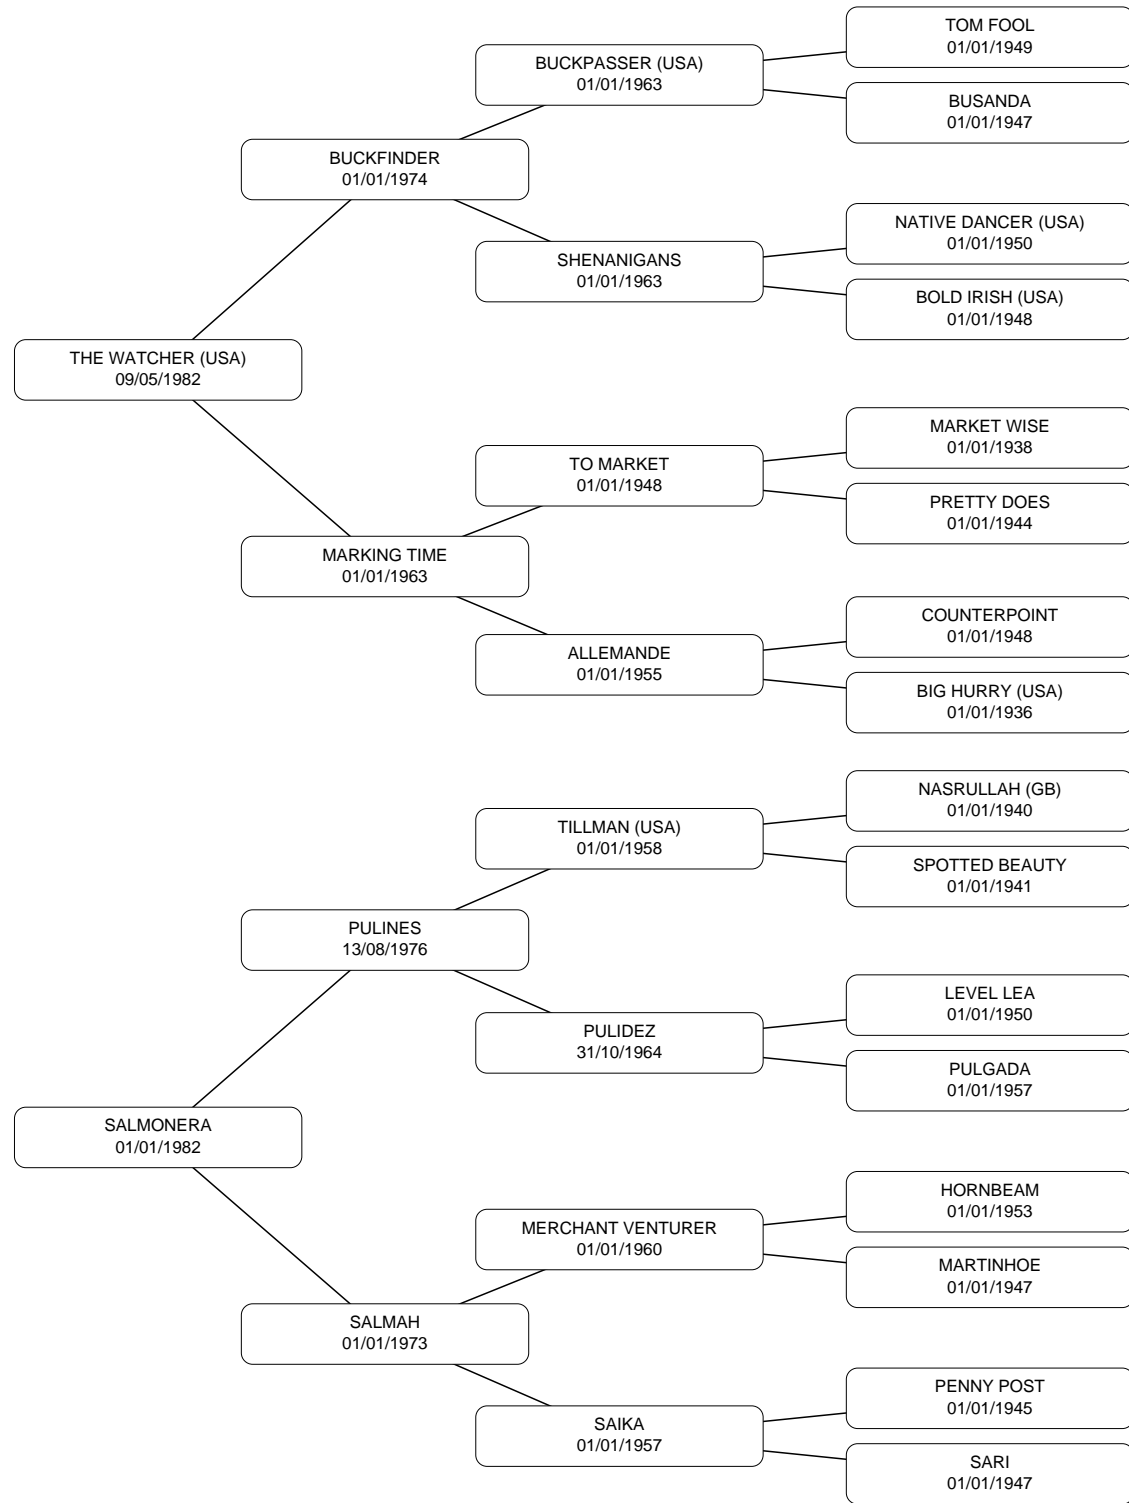 TOM FOOL
01/01/1949
BUCKPASSER (USA)
01/01/1963
BUSANDA
01/01/1947
BUCKFINDER
01/01/1974
NATIVE DANCER (USA)
01/01/1950
SHENANIGANS
01/01/1963
BOLD IRISH (USA)
01/01/1948
THE WATCHER (USA)
09/05/1982
MARKET WISE
01/01/1938
TO MARKET
01/01/1948
PRETTY DOES
01/01/1944
MARKING TIME
01/01/1963
COUNTERPOINT
01/01/1948
ALLEMANDE
01/01/1955
BIG HURRY (USA)
01/01/1936
NASRULLAH (GB)
01/01/1940
TILLMAN (USA)
01/01/1958
SPOTTED BEAUTY
01/01/1941
PULINES
13/08/1976
LEVEL LEA
01/01/1950
PULIDEZ
31/10/1964
PULGADA
01/01/1957
SALMONERA
01/01/1982
HORNBEAM
01/01/1953
MERCHANT VENTURER
01/01/1960
MARTINHOE
01/01/1947
SALMAH
01/01/1973
PENNY POST
01/01/1945
SAIKA
01/01/1957
SARI
01/01/1947